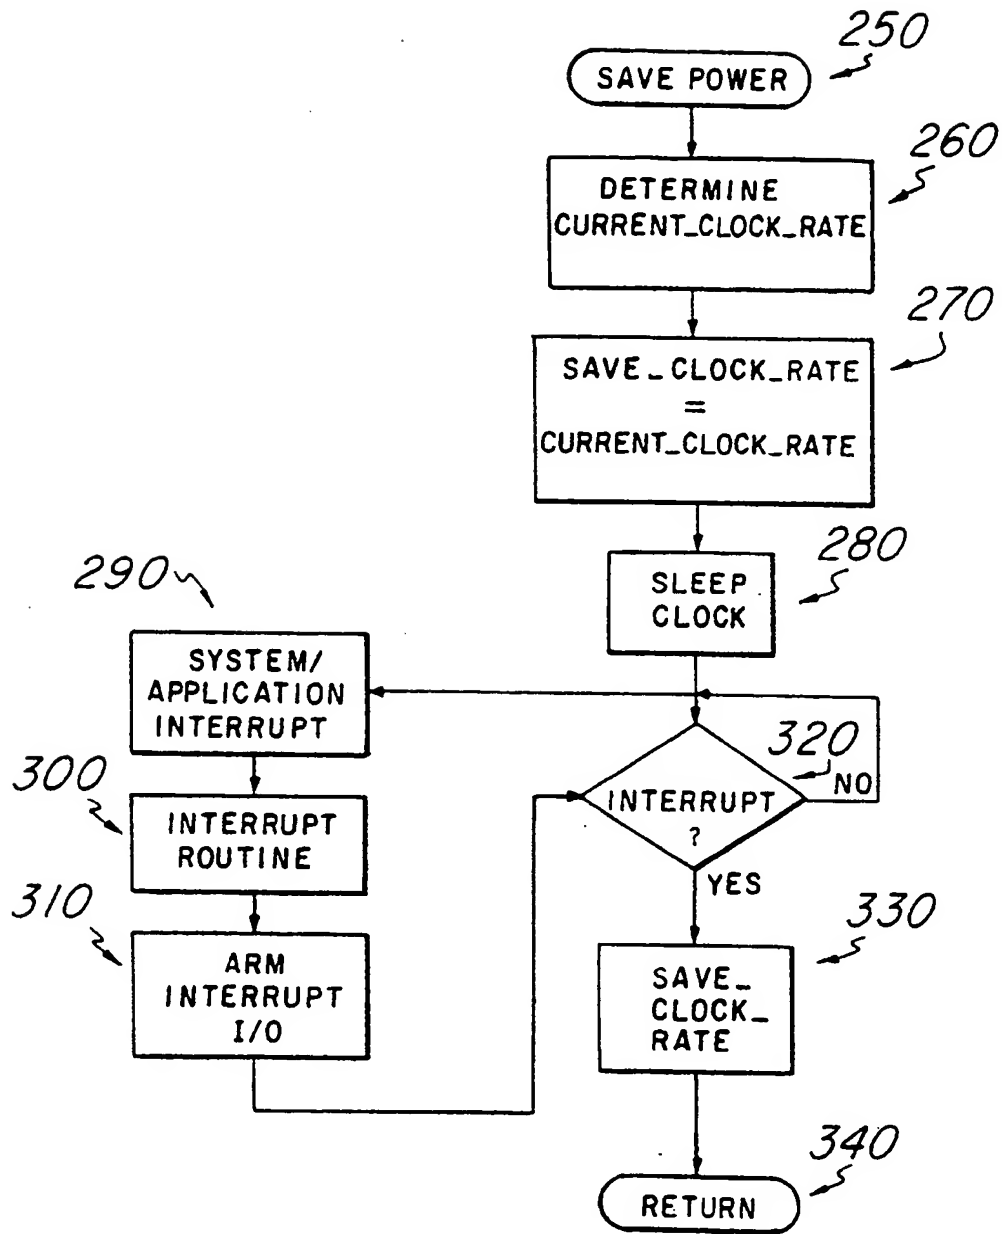 250
SAVE POWER
260
DETERMINE
CURRENT_CLOCK_RATE
270
SAVE_CLOCK_RATE
=
CURRENT_CLOCK_RATE
280
SLEEP
CLOCK
290
SYSTEM/
APPLICATION
INTERRUPT
300
INTERRUPT
ROUTINE
310
ARM
INTERRUPT
I/O
320
INTERRUPT
?
NO
YES
330
SAVE_
CLOCK_
RATE
340
RETURN